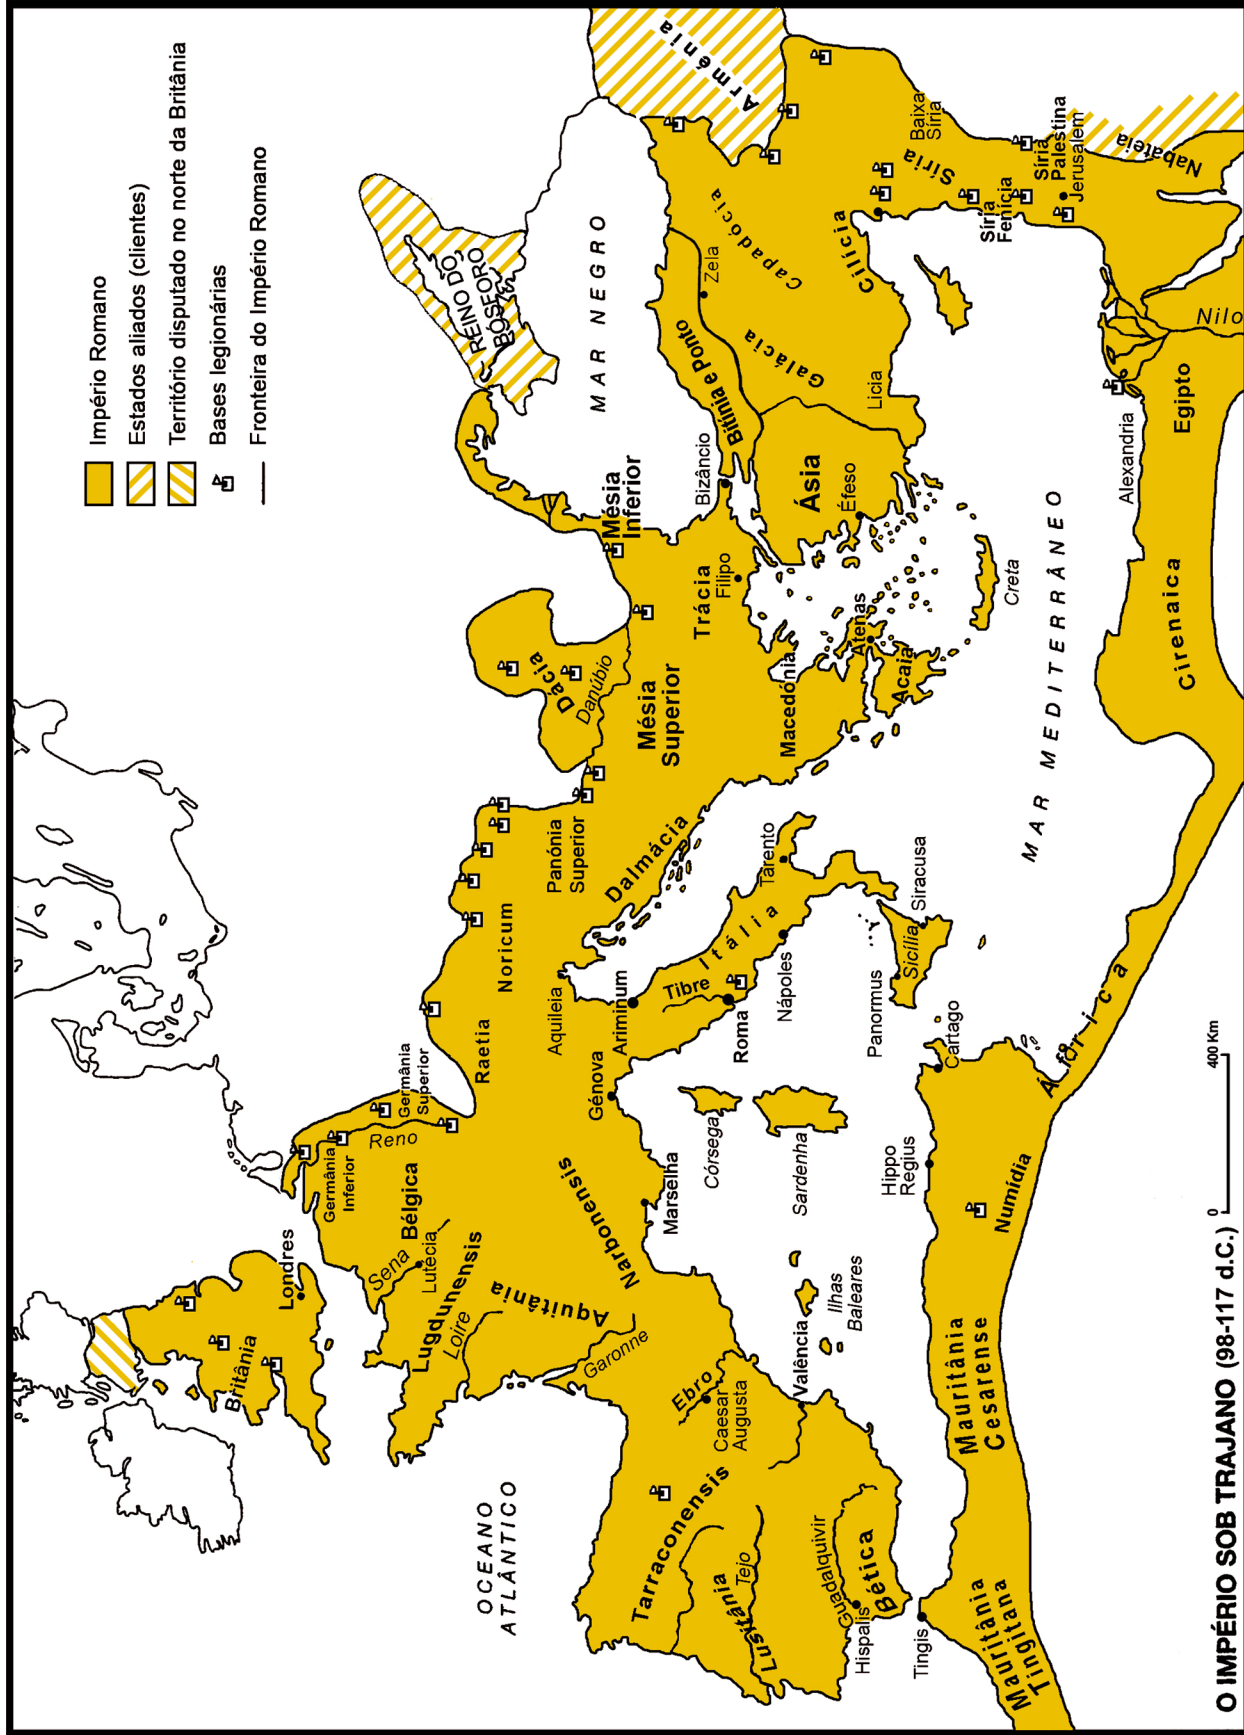 Império Romano
Estados aliados (clientes)
Território disputado no norte da Britânia
Bases legionárias
Fronteira do Império Romano
Britânia
Londres
OCEANO
ATLÂNTICO
Germânia
Inferior
Germânia
Superior
Reno
Bélgica
Sena
Lutécia
Lugdunensis
Loire
Aquitânia
Garonne
Narbonensis
Marselha
Raetia
Noricum
Panónia
Superior
Dalmácia
Dácia
Danúbio
Mésia
Superior
Mésia
Inferior
REINO DO
BÓSFORO
MAR NEGRO
Arménia
Trácia
Filipo
Bizâncio
Bitínia e Ponto
Zela
Capadócia
Galácia
Ásia
Éfeso
Licia
Cilícia
Síria
Baixa
Síria
Síria
Fenícia
Síria
Palestina
Jerusalem
Nabateia
Macedónia
Atenas
Acaia
Creta
Aquileia
Ariminum
Génova
Itália
Tibre
Roma
Nápoles
Tarento
Córsega
Sardenha
Panormus
Sicília
Siracusa
Tarraconensis
Ebro
Caesar
Augusta
Valência
Ilhas
Baleares
Lusitânia
Tejo
Guadalquivir
Bética
Hispalis
Tingis
Mauritânia
Tingitana
Mauritânia
Cesarense
Hippo
Regius
Numídia
Cartago
África
MAR MEDITERRÂNEO
Cirenaica
Alexandria
Egipto
Nilo
0
400 Km
O IMPÉRIO SOB TRAJANO (98-117 d.C.)